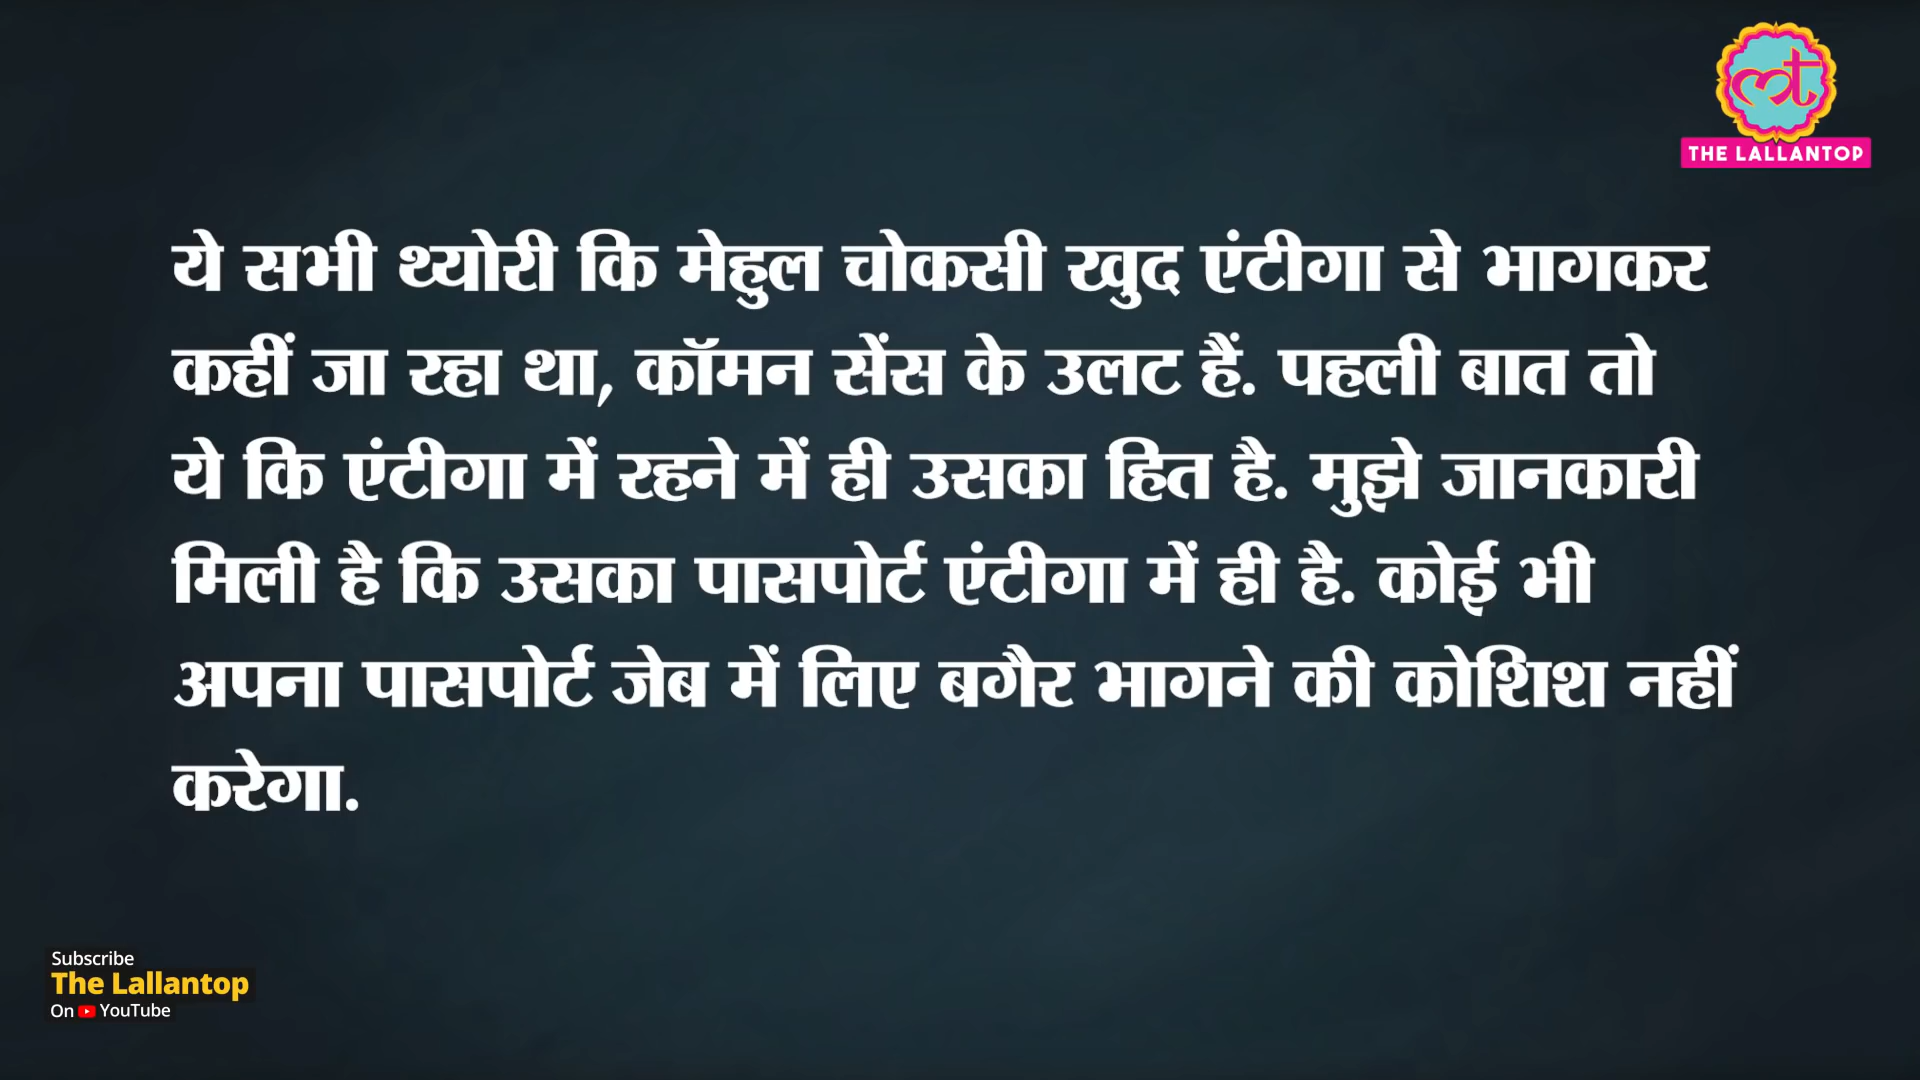 THE LALLANTOP
ये सभी थ्योरी कि मेहुल चोकसी खुद एंटीगा से भागकर
कहीं जा रहा था, कॉमन सेंस के उलट हैं. पहली बात तो
ये कि एंटीगा में रहने में ही उसका हित है. मुझे जानकारी
मिली है कि उसका पासपोर्ट एंटीगा में ही है. कोई भी
अपना पासपोर्ट जेब में लिए बगैर भागने की कोशिश नहीं
करेगा.
Subscribe
The Lallantop
On YouTube